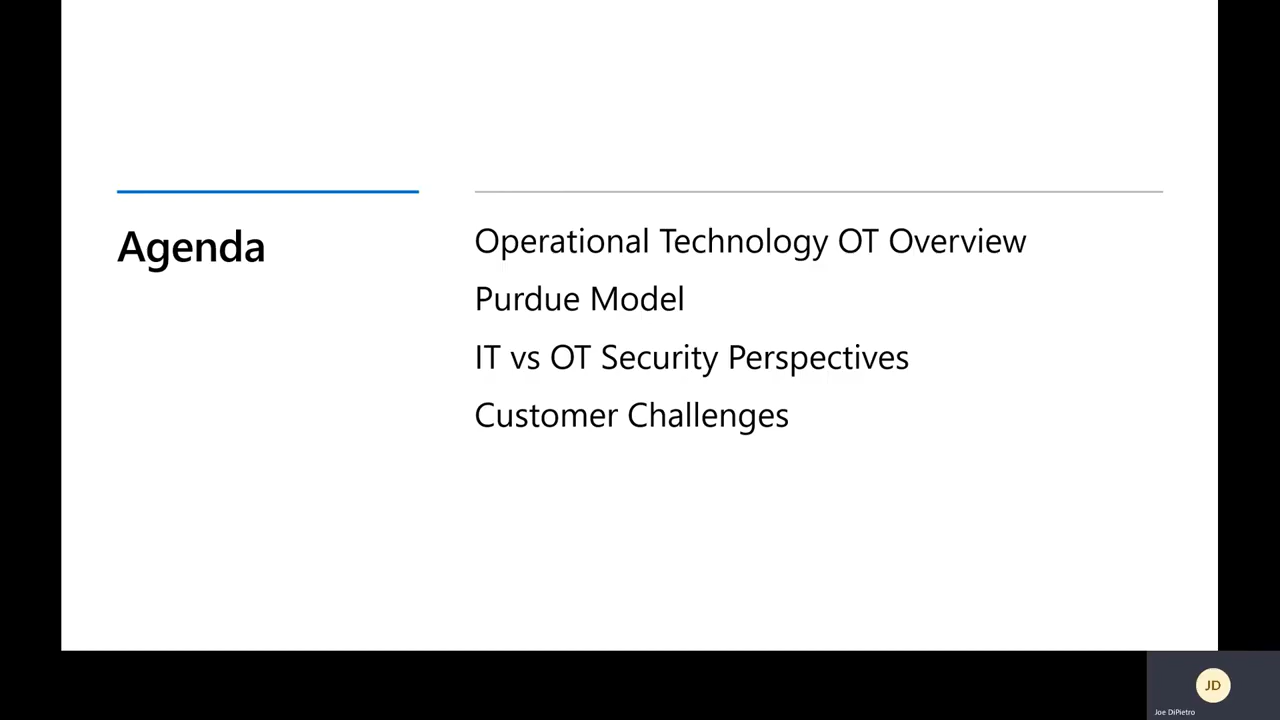 Agenda
Operational Technology OT Overview
Purdue Model
IT vs OT Security Perspectives
Customer Challenges
JD
Joe DiPietro